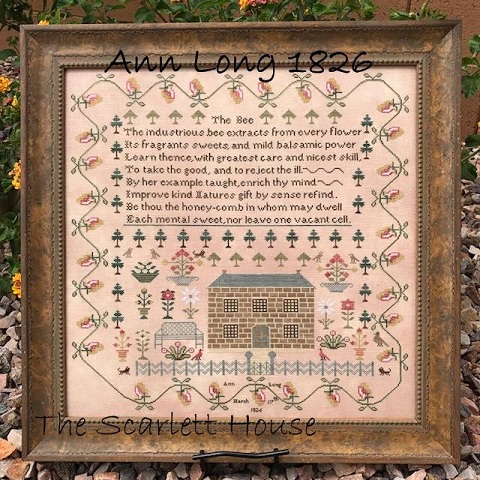 Ann Long 1826
The Bee
The industrious bee extracts from every flower
Its fragrants sweets, and mild balsamic power
Learn thence, with greatest care and nicest skill,
To take the good, and to reject the ill.
By her example taught, enrich thy mind
Improve kind Natures gift by sense refind.
Be thou the honey-comb in whom may dwell
Each mental sweet, nor leave one vacant cell.
Ann Long
March 17th
1826
The Scarlett House